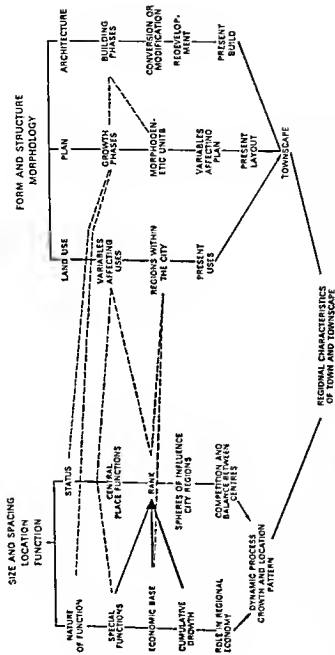 SIZE AND SPACING
LOCATION
FUNCTION
NATURE
OF FUNCTION
SPECIAL
FUNCTIONS
ECONOMIC BASE
CUMULATIVE
GROWTH
ROLE IN REGIONAL
ECONOMY
STATUS
CENTRAL
PLACE FUNCTIONS
RANK
SPHERES OF INFLUENCE
CITY REGIONS
COMPETITION AND
BALANCE BETWEEN
CENTRES
DYNAMIC PROCESS
GROWTH AND LOCATION
PATTERN
FORM AND STRUCTURE
MORPHOLOGY
LAND USE
VARIABLES
AFFECTING
USES
REGIONS WITHIN
THE CITY
PRESENT
USES
PLAN
GROWTH
PHASES
MORPHOGEN-
ETIC UNITS
VARIABLES
AFFECTING
PLAN
PRESENT
LAYOUT
ARCHITECTURE
BUILDING
PHASES
CONVERSION OR
MODIFICATION
REDEVELOP-
MENT
PRESENT
BUILD
TOWNSCAPE
REGIONAL CHARACTERISTICS
OF TOWN AND TOWNSCAPE